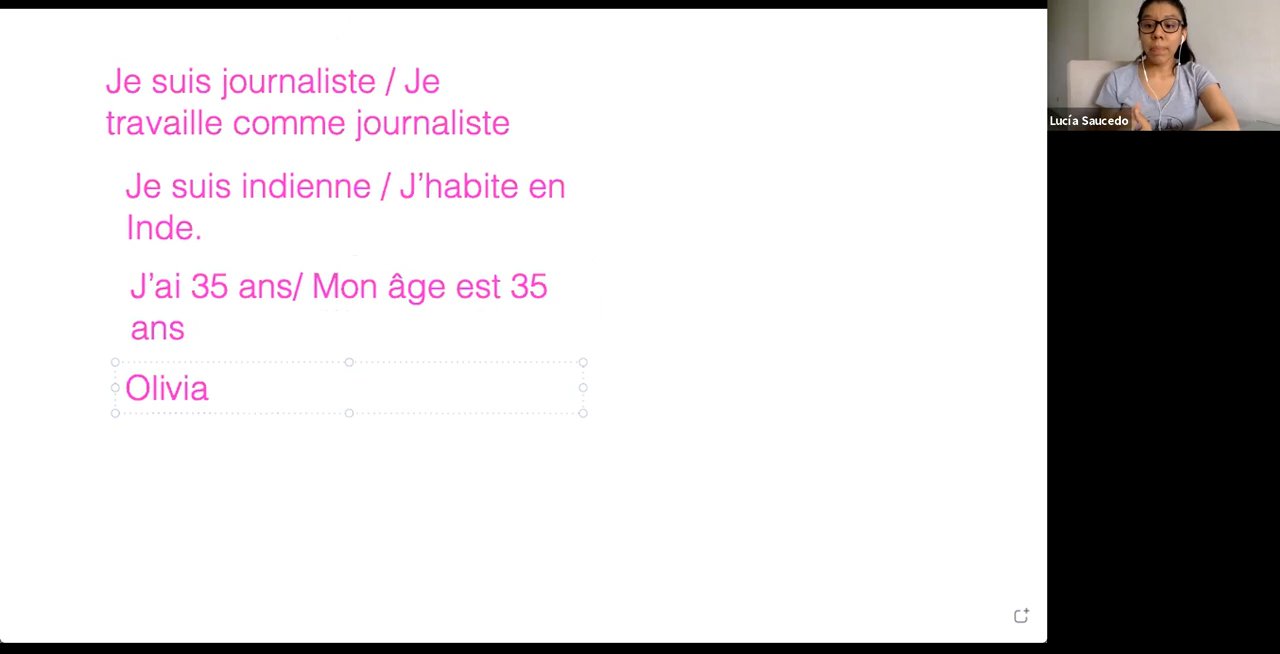 Je suis journaliste / Je
travaille comme journaliste
Je suis indienne / J’habite en
Inde.
J’ai 35 ans/ Mon âge est 35
ans
Olivia
Lucía Saucedo